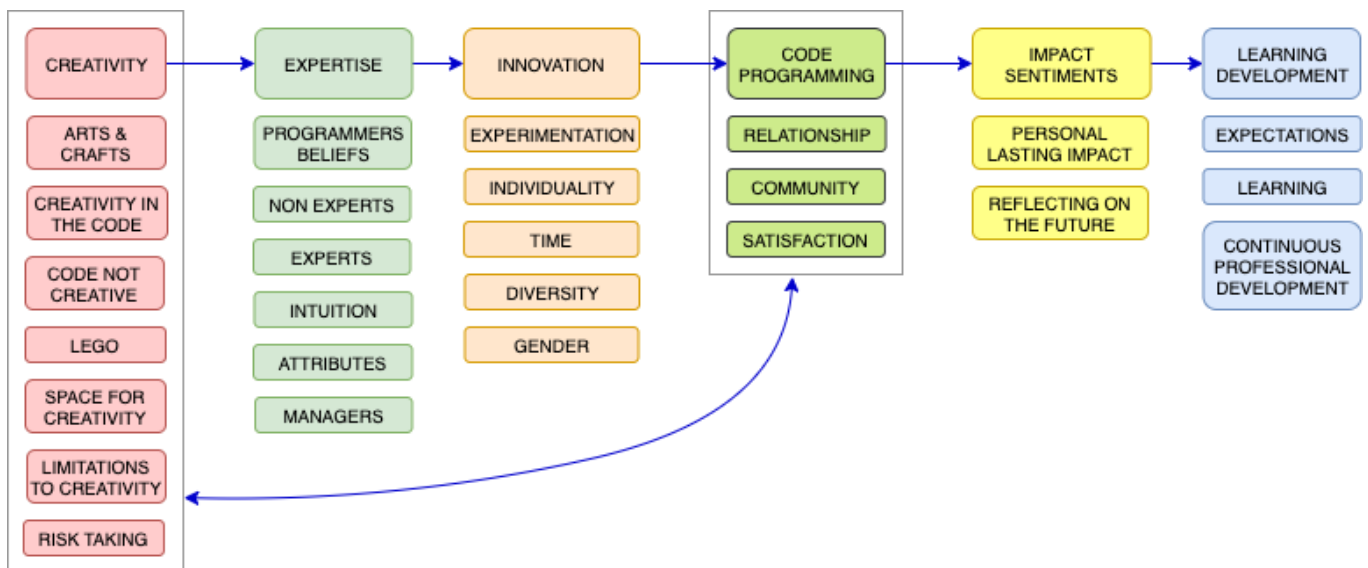 CREATIVITY
ARTS &
CRAFTS
CREATIVITY IN
THE CODE
CODE NOT
CREATIVE
LEGO
SPACE FOR
CREATIVITY
LIMITATIONS
TO CREATIVITY
RISK TAKING
EXPERTISE
PROGRAMMERS
BELIEFS
NON EXPERTS
EXPERTS
INTUITION
ATTRIBUTES
MANAGERS
INNOVATION
EXPERIMENTATION
INDIVIDUALITY
TIME
DIVERSITY
GENDER
CODE
PROGRAMMING
RELATIONSHIP
COMMUNITY
SATISFACTION
IMPACT
SENTIMENTS
PERSONAL
LASTING IMPACT
REFLECTING ON
THE FUTURE
LEARNING
DEVELOPMENT
EXPECTATIONS
LEARNING
CONTINUOUS
PROFESSIONAL
DEVELOPMENT